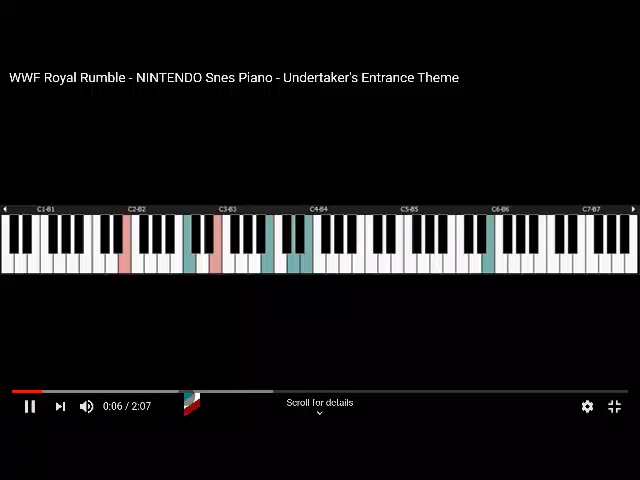 WWF Royal Rumble - NINTENDO Snes Piano - Undertaker's Entrance Theme
C1-B1 C2-B2 C3-B3 C4-B4 C5-B5 C6-B6 C7-B7
0:06 / 2:07 Scroll for details